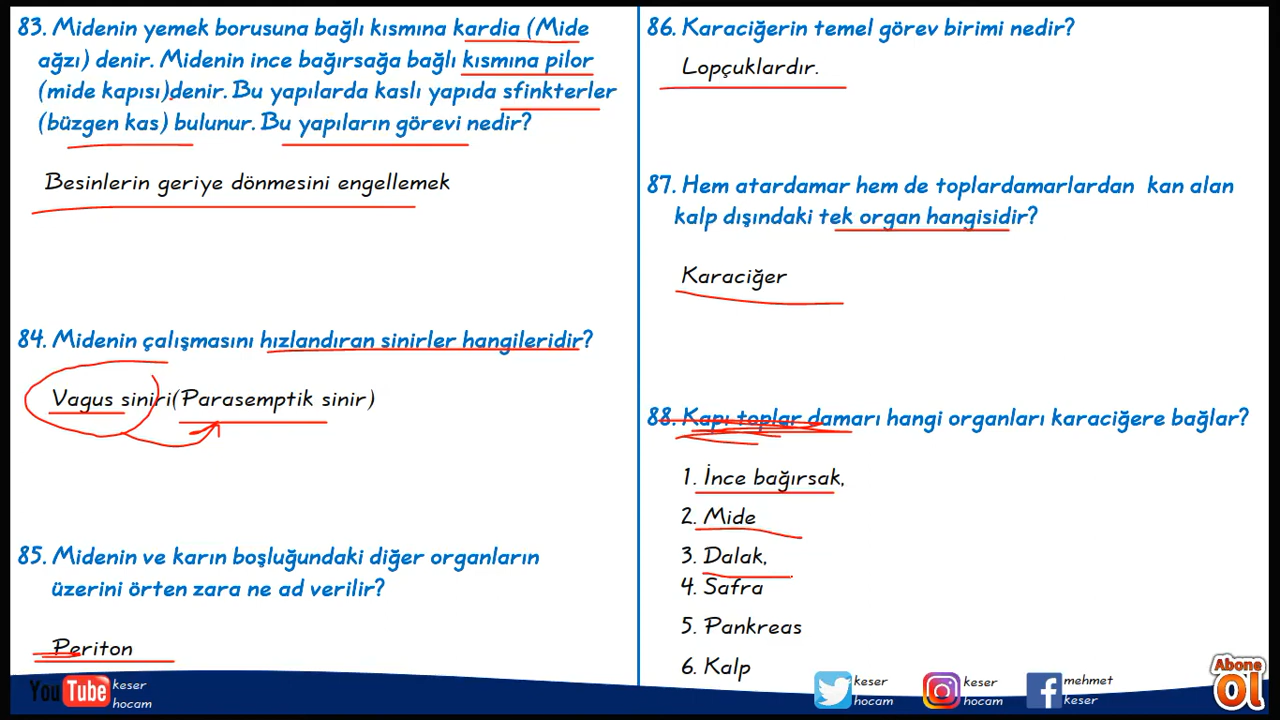 83. Midenin yemek borusuna bağlı kısmına kardia (Mide
ağzı) denir. Midenin ince bağırsağa bağlı kısmına pilor
(mide kapısı)denir. Bu yapılarda kaslı yapıda sfinkterler
(büzgen kas) bulunur. Bu yapıların görevi nedir?
Besinlerin geriye dönmesini engellemek
84. Midenin çalışmasını hızlandıran sinirler hangileridir?
Vagus siniri(Parasemptik sinir)
85. Midenin ve karın boşluğundaki diğer organların
üzerini örten zara ne ad verilir?
Periton
86. Karaciğerin temel görev birimi nedir?
Lopçuklardır.
87. Hem atardamar hem de toplardamarlardan kan alan
kalp dışındaki tek organ hangisidir?
Karaciğer
88. Kapı toplar damarı hangi organları karaciğere bağlar?
1. İnce bağırsak,
2. Mide
3. Dalak,
4. Safra
5. Pankreas
6. Kalp
YouTube keser
hocam
keser
hocam
keser
hocam
mehmet
keser
Abone
OL